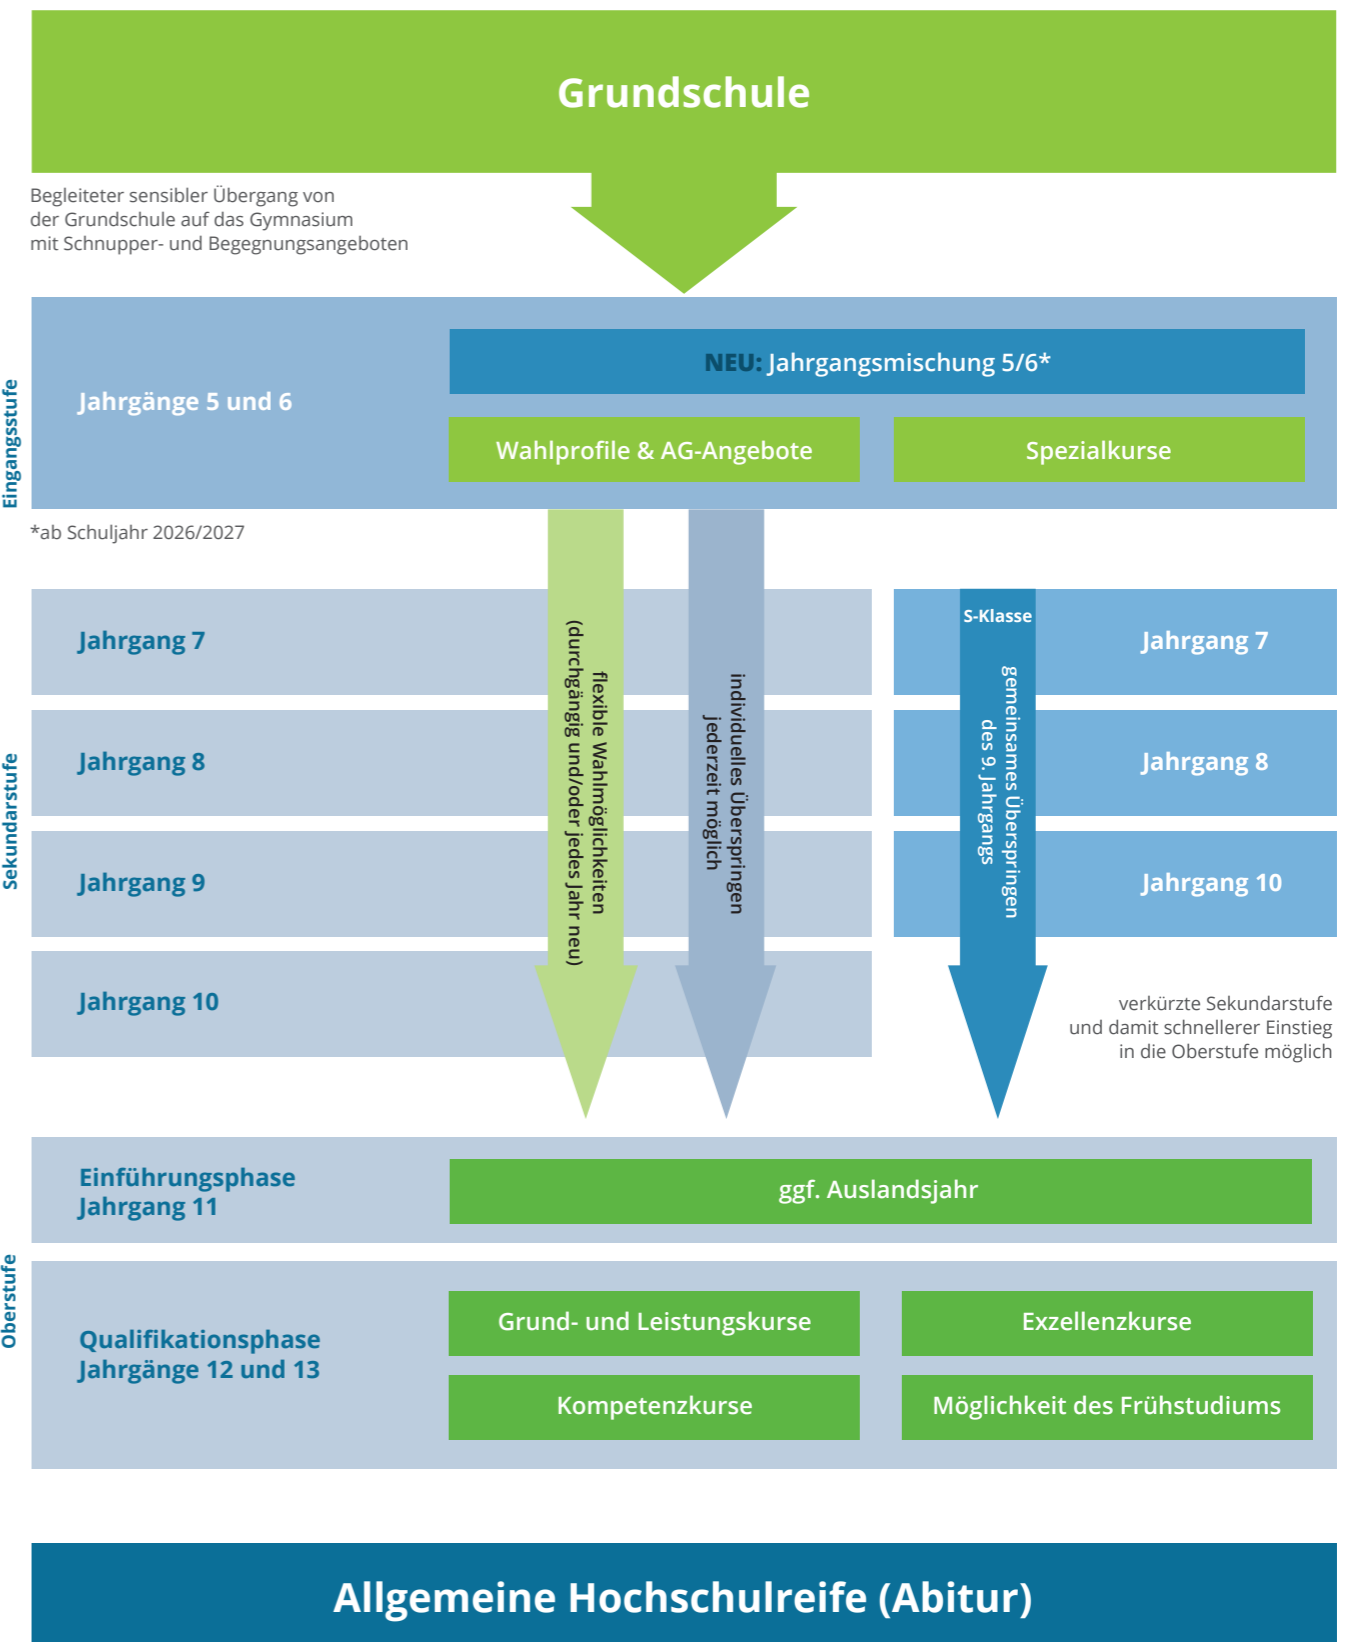 Grundschule
Begleiteter sensibler Übergang von
der Grundschule auf das Gymnasium
mit Schnupper- und Begegnungsangeboten
Eingangsstufe
Jahrgänge 5 und 6
NEU: Jahrgangsmischung 5/6*
Wahlprofile & AG-Angebote
Spezialkurse
*ab Schuljahr 2026/2027
Sekundarstufe
Jahrgang 7
Jahrgang 8
Jahrgang 9
Jahrgang 10
flexible Wahlmöglichkeiten
(durchgängig und/oder jedes Jahr neu)
individuelles Überspringen
jederzeit möglich
S-Klasse
gemeinsames Überspringen
des 9. Jahrgangs
Jahrgang 7
Jahrgang 8
Jahrgang 10
verkürzte Sekundarstufe
und damit schnellerer Einstieg
in die Oberstufe möglich
Oberstufe
Einführungsphase
Jahrgang 11
ggf. Auslandsjahr
Qualifikationsphase
Jahrgänge 12 und 13
Grund- und Leistungskurse
Exzellenzkurse
Kompetenzkurse
Möglichkeit des Frühstudiums
Allgemeine Hochschulreife (Abitur)